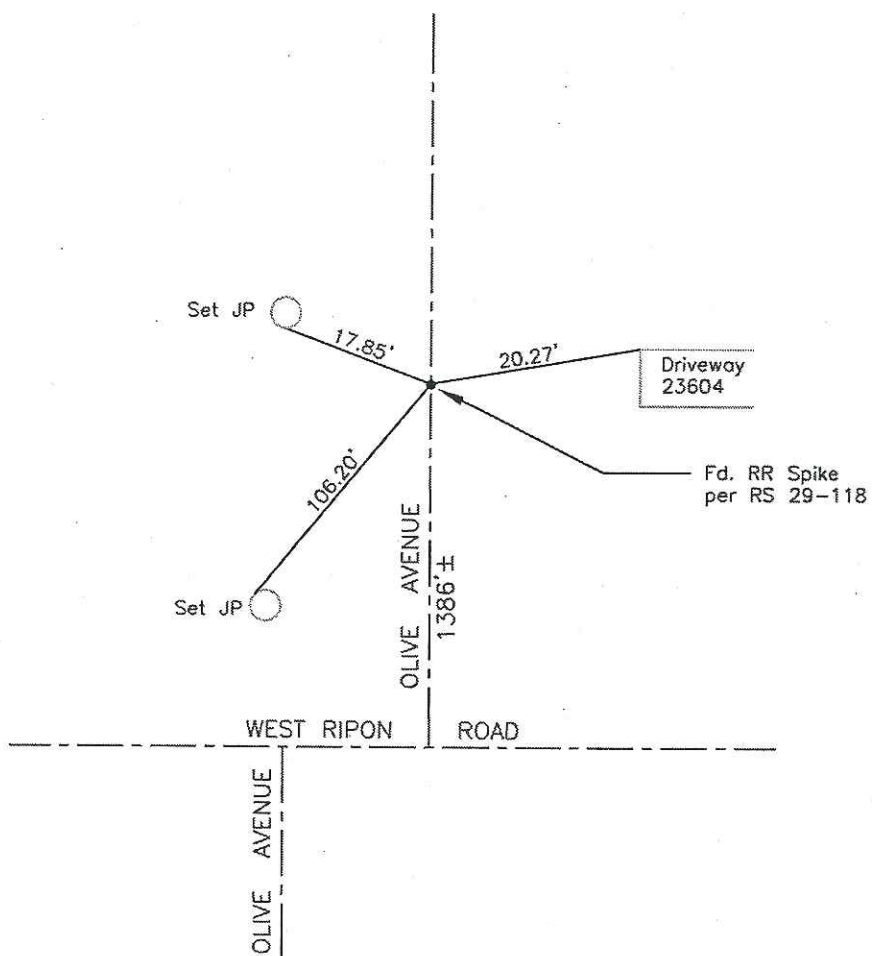 Set JP
17.85'
20.27'
Driveway
23604
106.20'
Fd. RR Spike
per RS 29-118
Set JP
OLIVE AVENUE
1386'±
WEST RIPON ROAD
OLIVE AVENUE